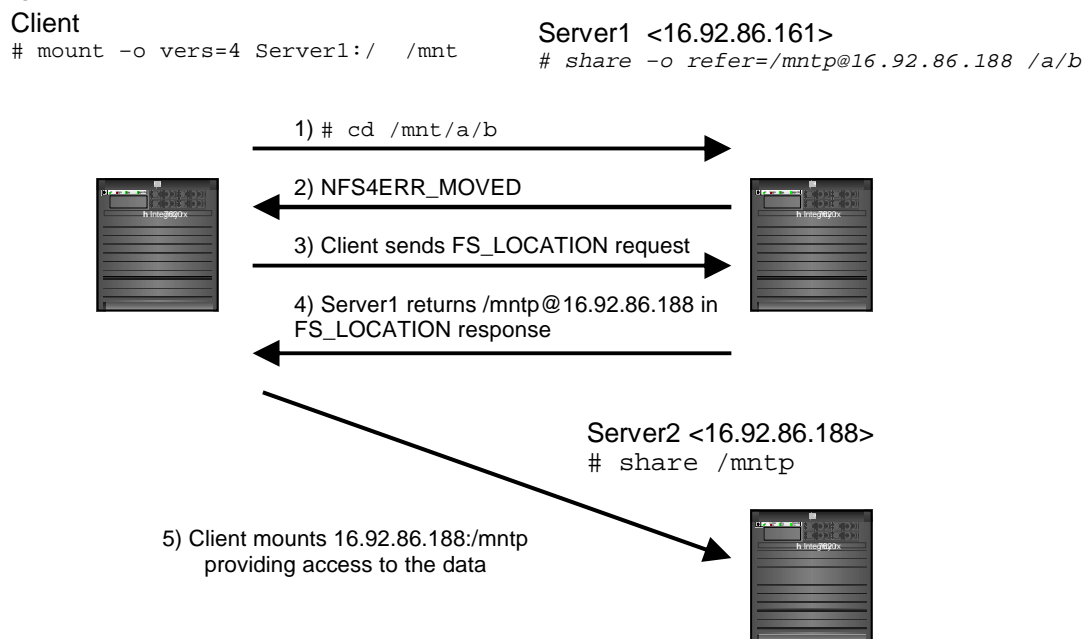 Client
# mount –o vers=4 Server1:/ /mnt
Server1 <16.92.86.161>
# share –o refer=/mntp@16.92.86.188 /a/b
1) # cd /mnt/a/b
2) NFS4ERR_MOVED
3) Client sends FS_LOCATION request
4) Server1 returns /mntp@16.92.86.188 in
FS_LOCATION response
Server2 <16.92.86.188>
# share /mntp
5) Client mounts 16.92.86.188:/mntp
providing access to the data